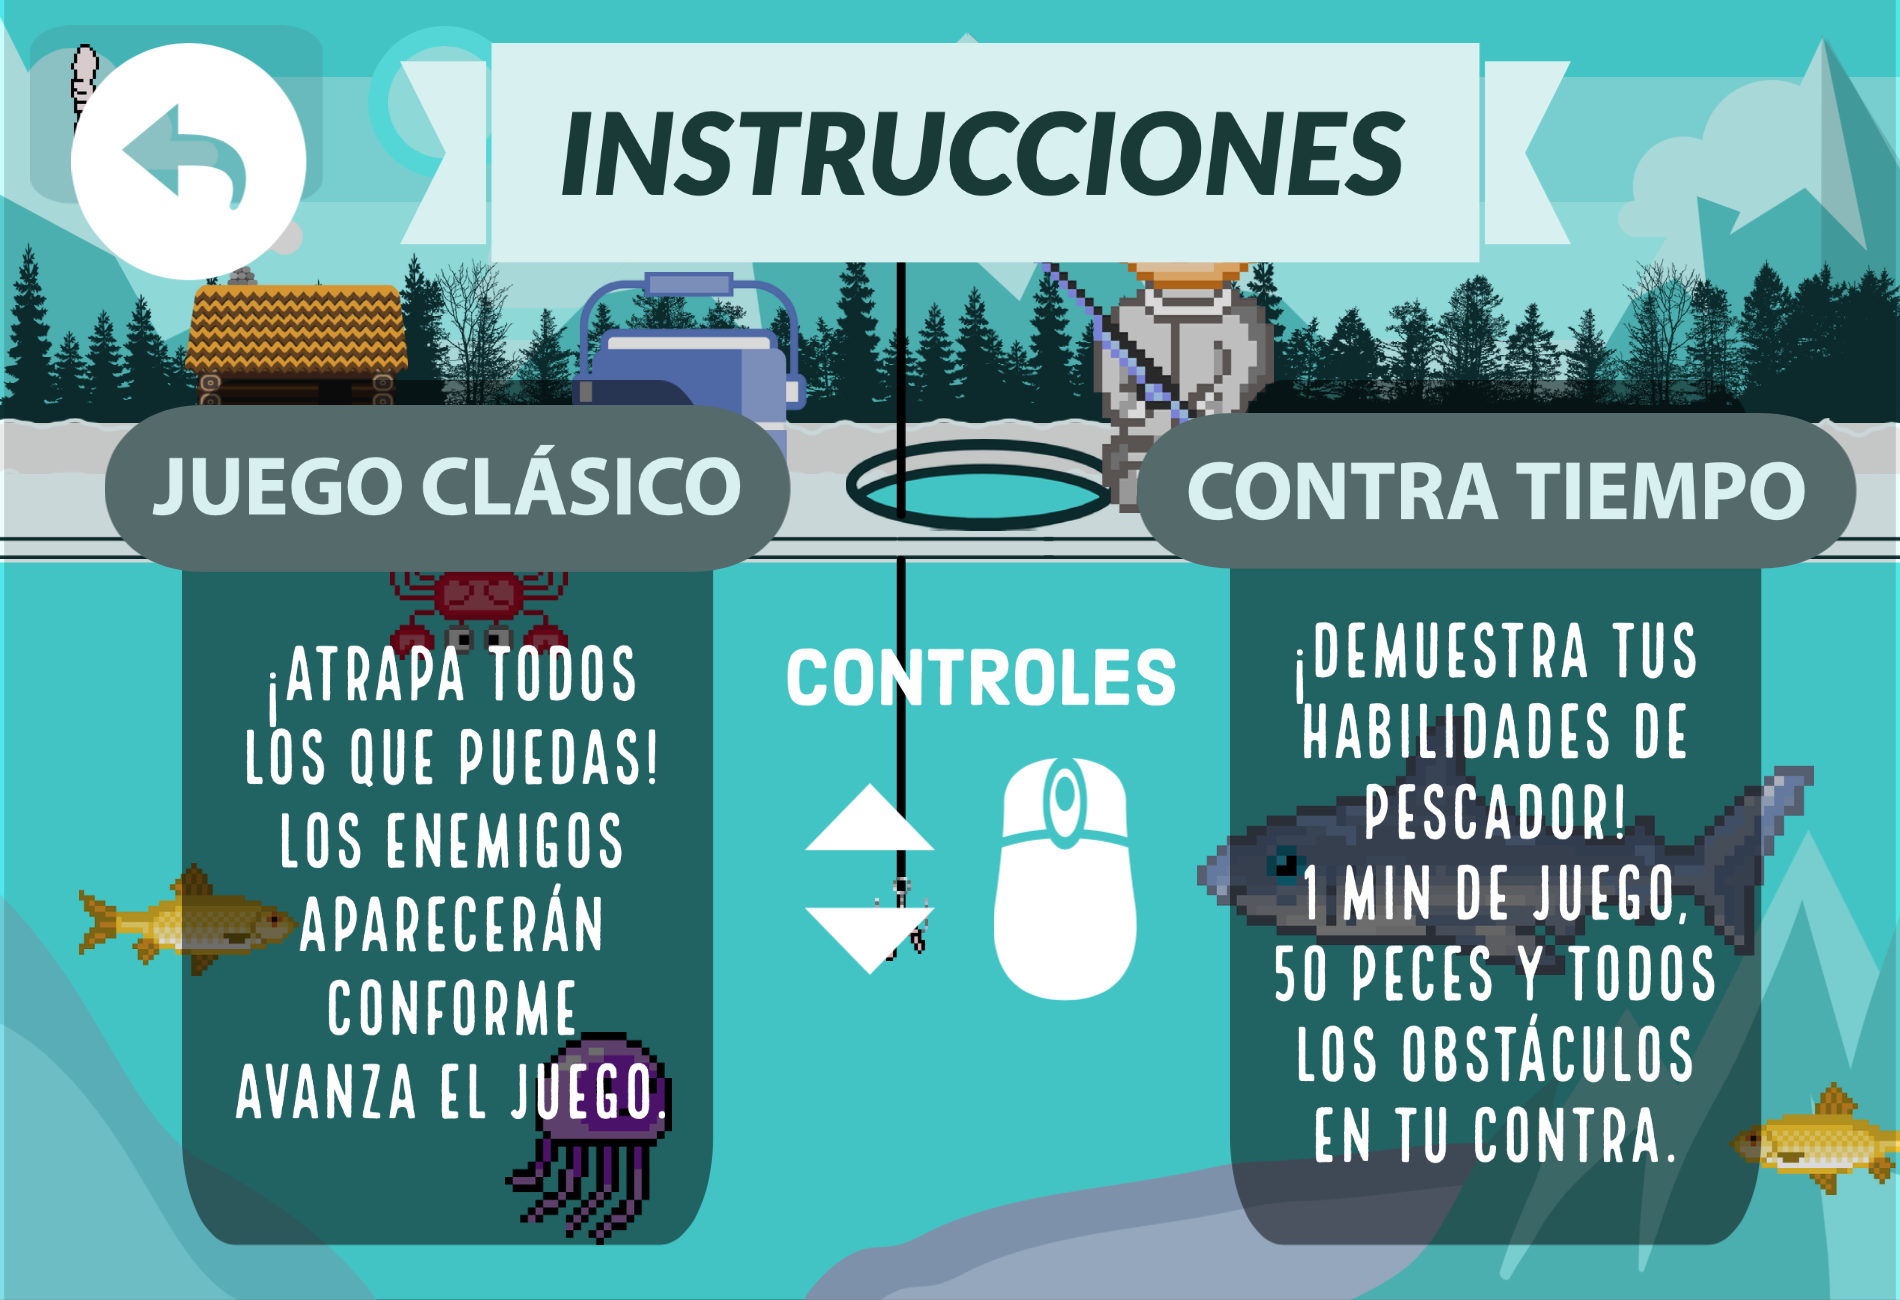 INSTRUCCIONES
JUEGO CLÁSICO
¡ATRAPA TODOS
LOS QUE PUEDAS!
LOS ENEMIGOS
APARECERÁN
CONFORME
AVANZA EL JUEGO.
CONTROLES
CONTRA TIEMPO
¡DEMUESTRA TUS
HABILIDADES DE
PESCADOR!
1 MIN DE JUEGO,
50 PECES Y TODOS
LOS OBSTÁCULOS
EN TU CONTRA.